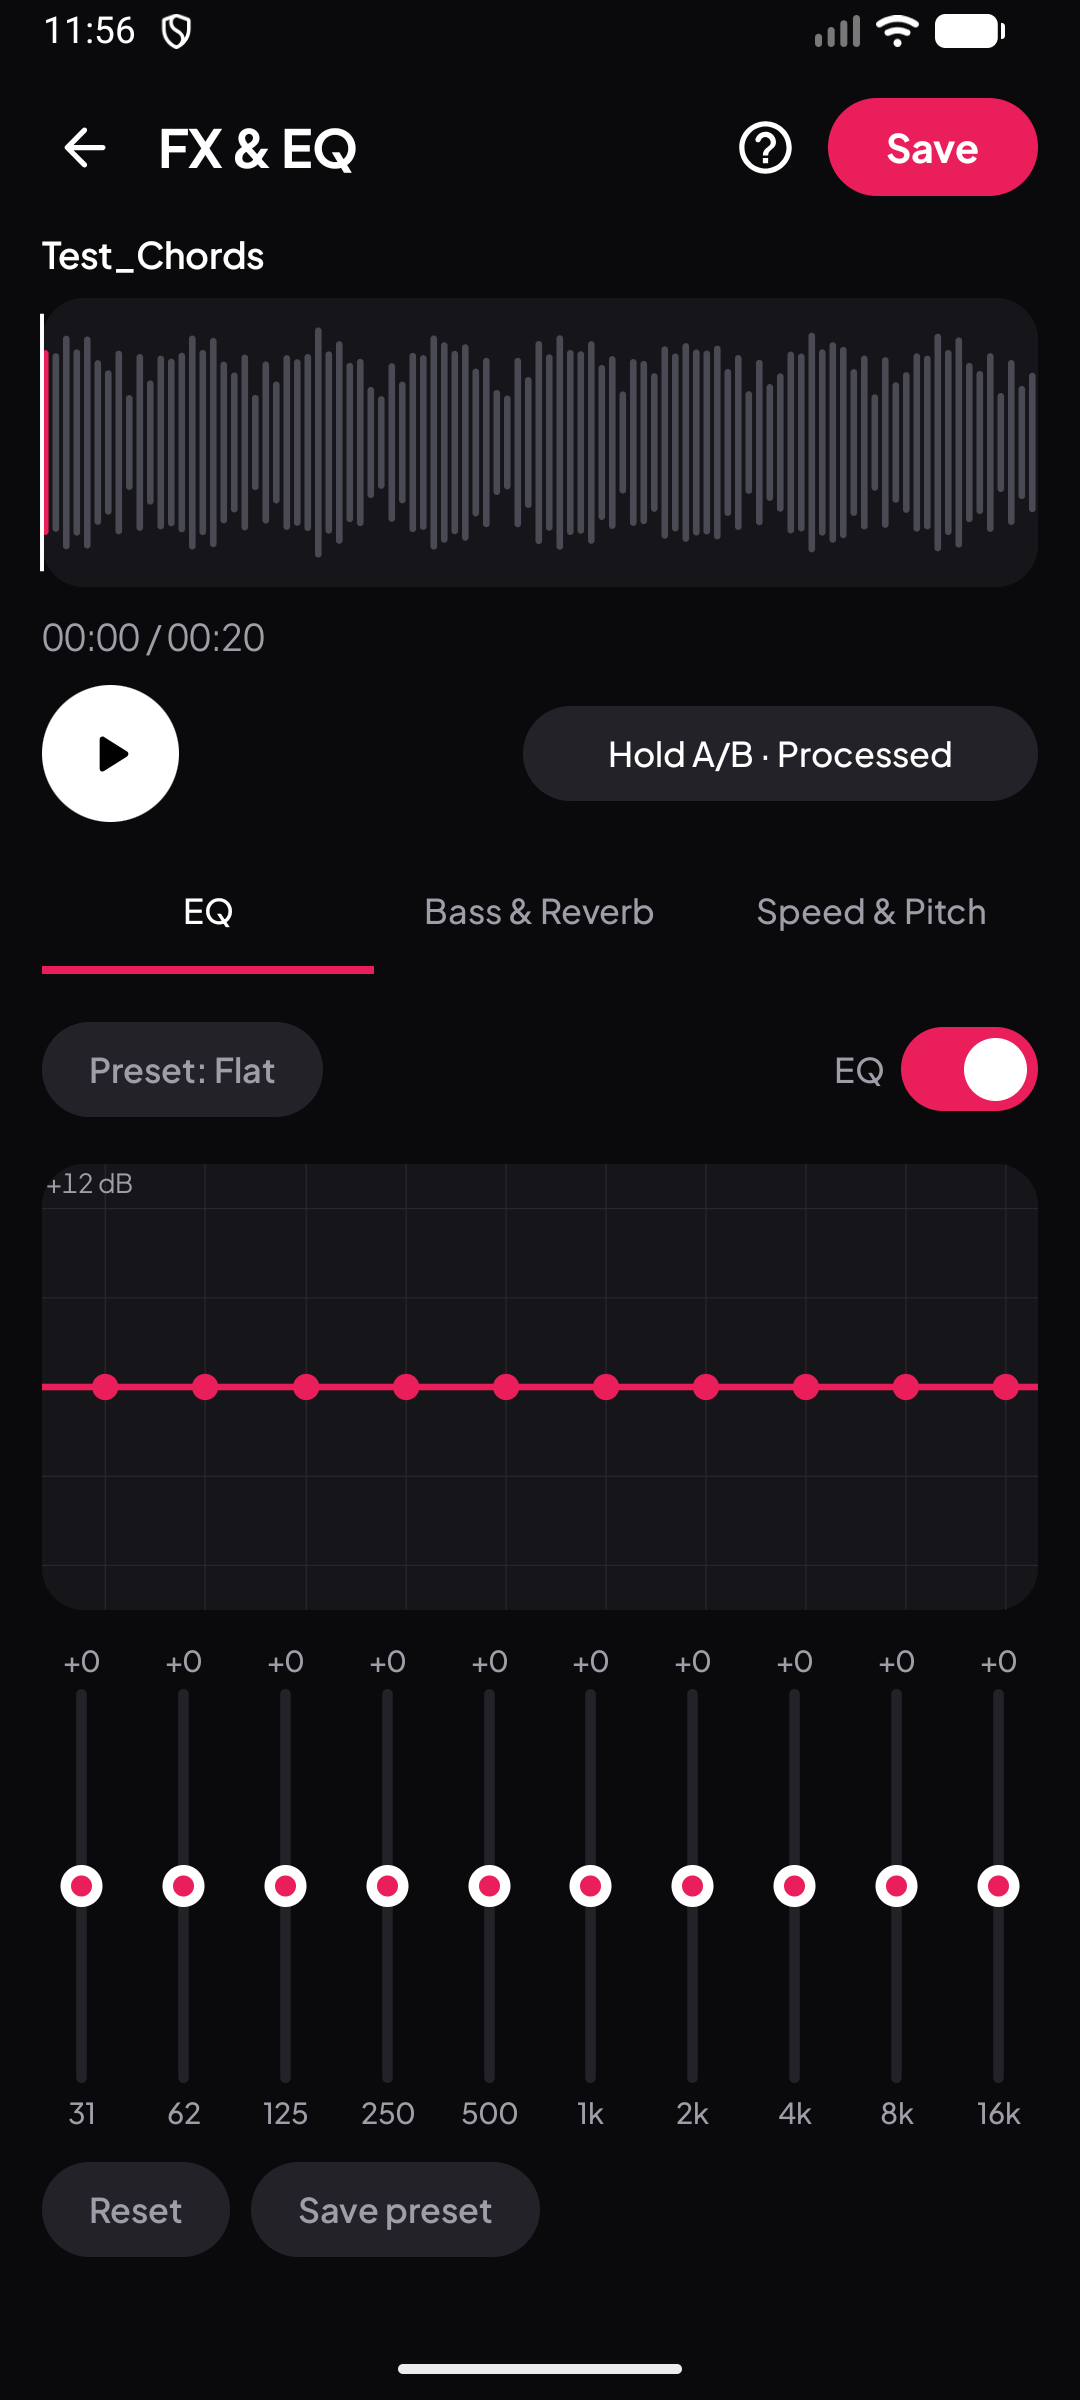 11:56
FX & EQ
Save
Test_Chords
00:00 / 00:20
Hold A/B · Processed
EQ Bass & Reverb Speed & Pitch
Preset: Flat EQ
+12 dB
+0 +0 +0 +0 +0 +0 +0 +0 +0 +0
31 62 125 250 500 1k 2k 4k 8k 16k
Reset Save preset